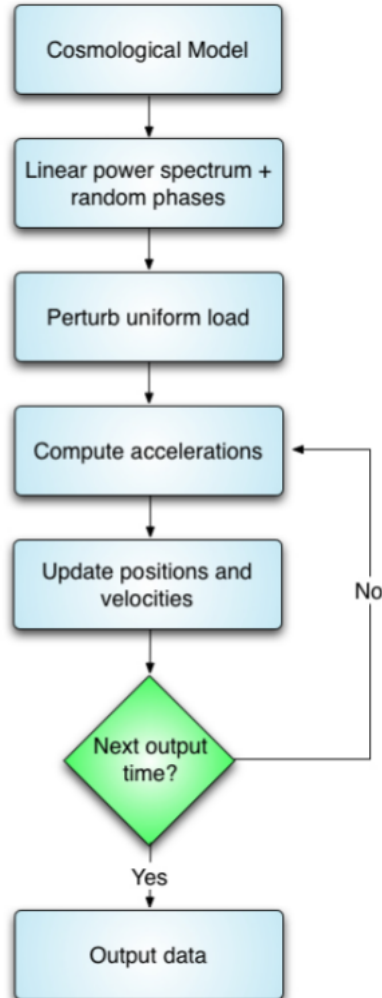 Cosmological Model
Linear power spectrum +
random phases
Perturb uniform load
Compute accelerations
Update positions and
velocities
No
Next output
time?
Yes
Output data